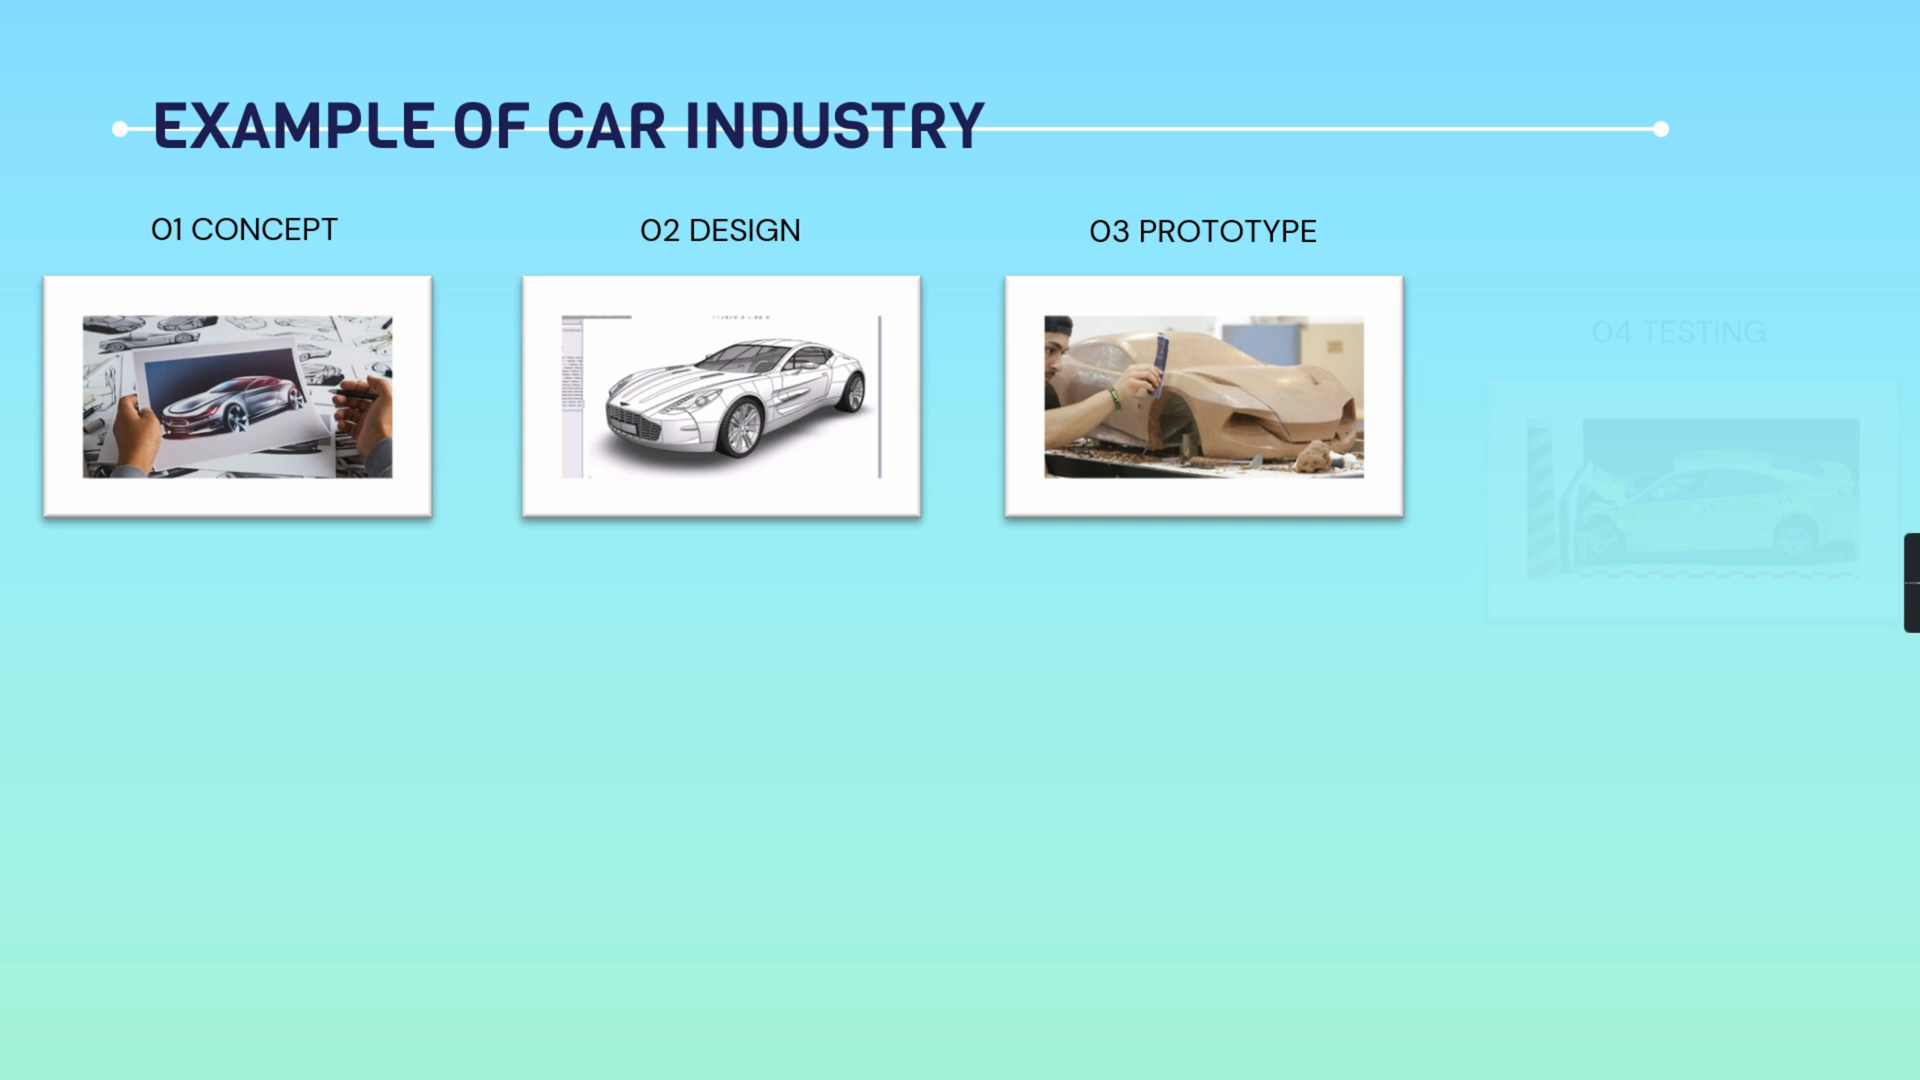 EXAMPLE OF CAR INDUSTRY
01 CONCEPT
02 DESIGN
03 PROTOTYPE
04 TESTING